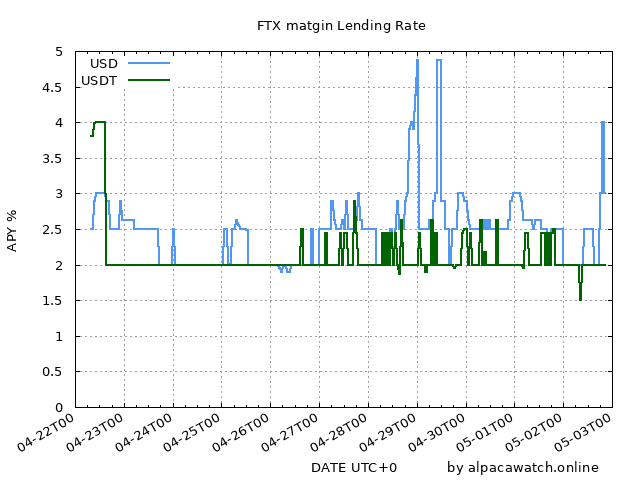 FTX matgin Lending Rate
USD
USDT
5
4.5
4
3.5
3
2.5
2
1.5
1
0.5
0
APY %
04-22T00
04-23T00
04-24T00
04-25T00
04-26T00
04-27T00
04-28T00
04-29T00
04-30T00
05-01T00
05-02T00
05-03T00
DATE UTC+0
by alpacawatch.online